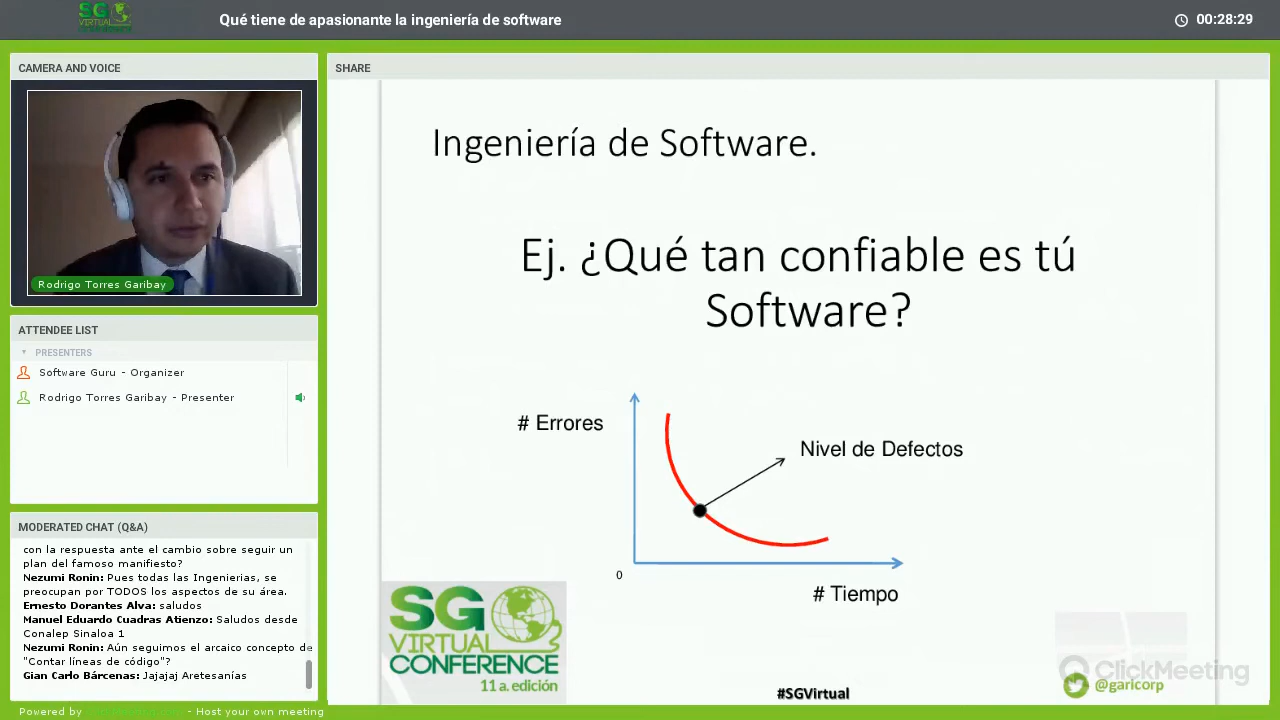 SG
VIRTUAL
CONFERENCE
Qué tiene de apasionante la ingeniería de software
00:28:29
CAMERA AND VOICE
Rodrigo Torres Garibay
ATTENDEE LIST
PRESENTERS
Software Guru - Organizer
Rodrigo Torres Garibay - Presenter
MODERATED CHAT (Q&A)
con la respuesta ante el cambio sobre seguir un
plan del famoso manifiesto?
Nezumi Ronin: Pues todas las Ingenierias, se
preocupan por TODOS los aspectos de su área.
Ernesto Dorantes Alva: saludos
Manuel Eduardo Cuadras Atienzo: Saludos desde
Conalep Sinaloa 1
Nezumi Ronin: Aún seguimos el arcaico concepto de
"Contar líneas de código"?
Gian Carlo Bárcenas: Jajajaj Aretesanías
Powered by - Host your own meeting
SHARE
Ingeniería de Software.
Ej. ¿Qué tan confiable es tú
Software?
# Errores
Nivel de Defectos
0
# Tiempo
SG
VIRTUAL
CONFERENCE
11 a. edición
#SGVirtual
ClickMeeting
@garicorp